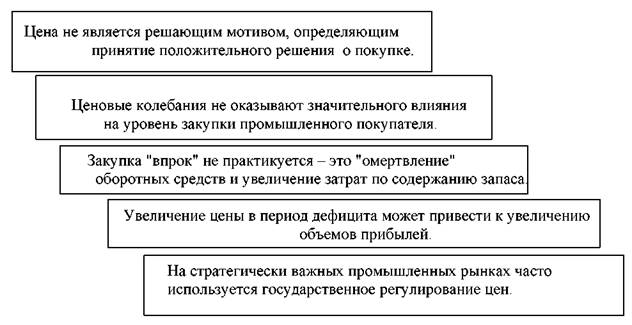 Цена не является решающим мотивом, определяющим
принятие положительного решения о покупке.
Ценовые колебания не оказывают значительного влияния
на уровень закупки промышленного покупателя.
Закупка "впрок" не практикуется – это "омертвление"
оборотных средств и увеличение затрат по содержанию запаса.
Увеличение цены в период дефицита может привести к увеличению
объемов прибылей.
На стратегически важных промышленных рынках часто
используется государственное регулирование цен.